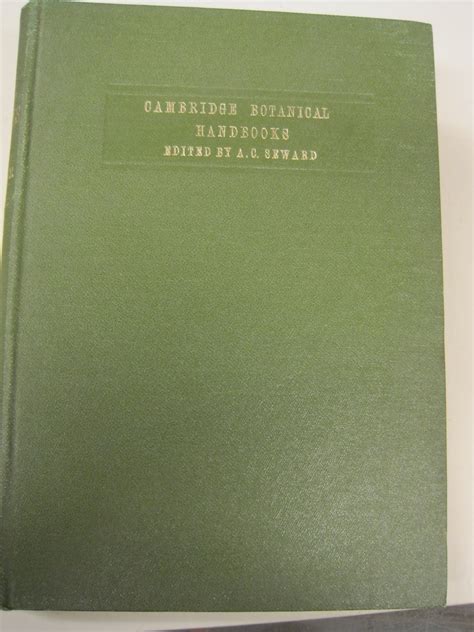 CAMBRIDGE BOTANICAL
HANDBOOKS
EDITED BY A.C. SEWARD